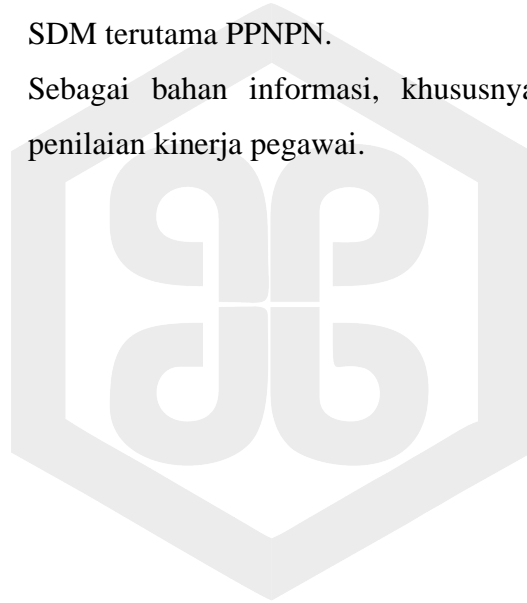 SDM terutama PPNPN.
Sebagai bahan informasi, khususnya
penilaian kinerja pegawai.